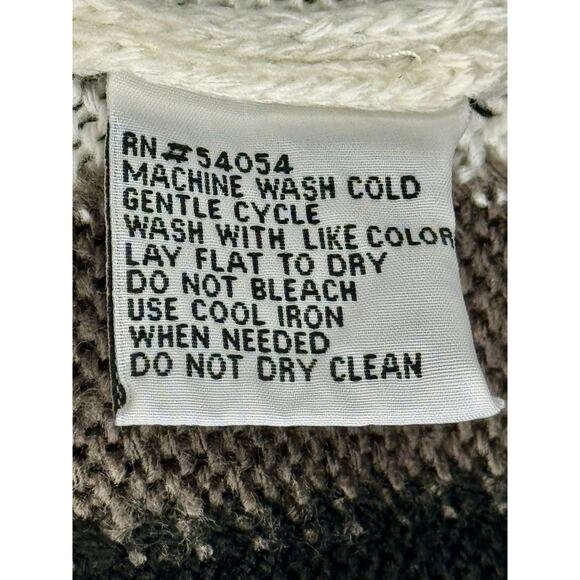 RN#54054
MACHINE WASH COLD
GENTLE CYCLE
WASH WITH LIKE COLOR
LAY FLAT TO DRY
DO NOT BLEACH
USE COOL IRON
WHEN NEEDED
DO NOT DRY CLEAN